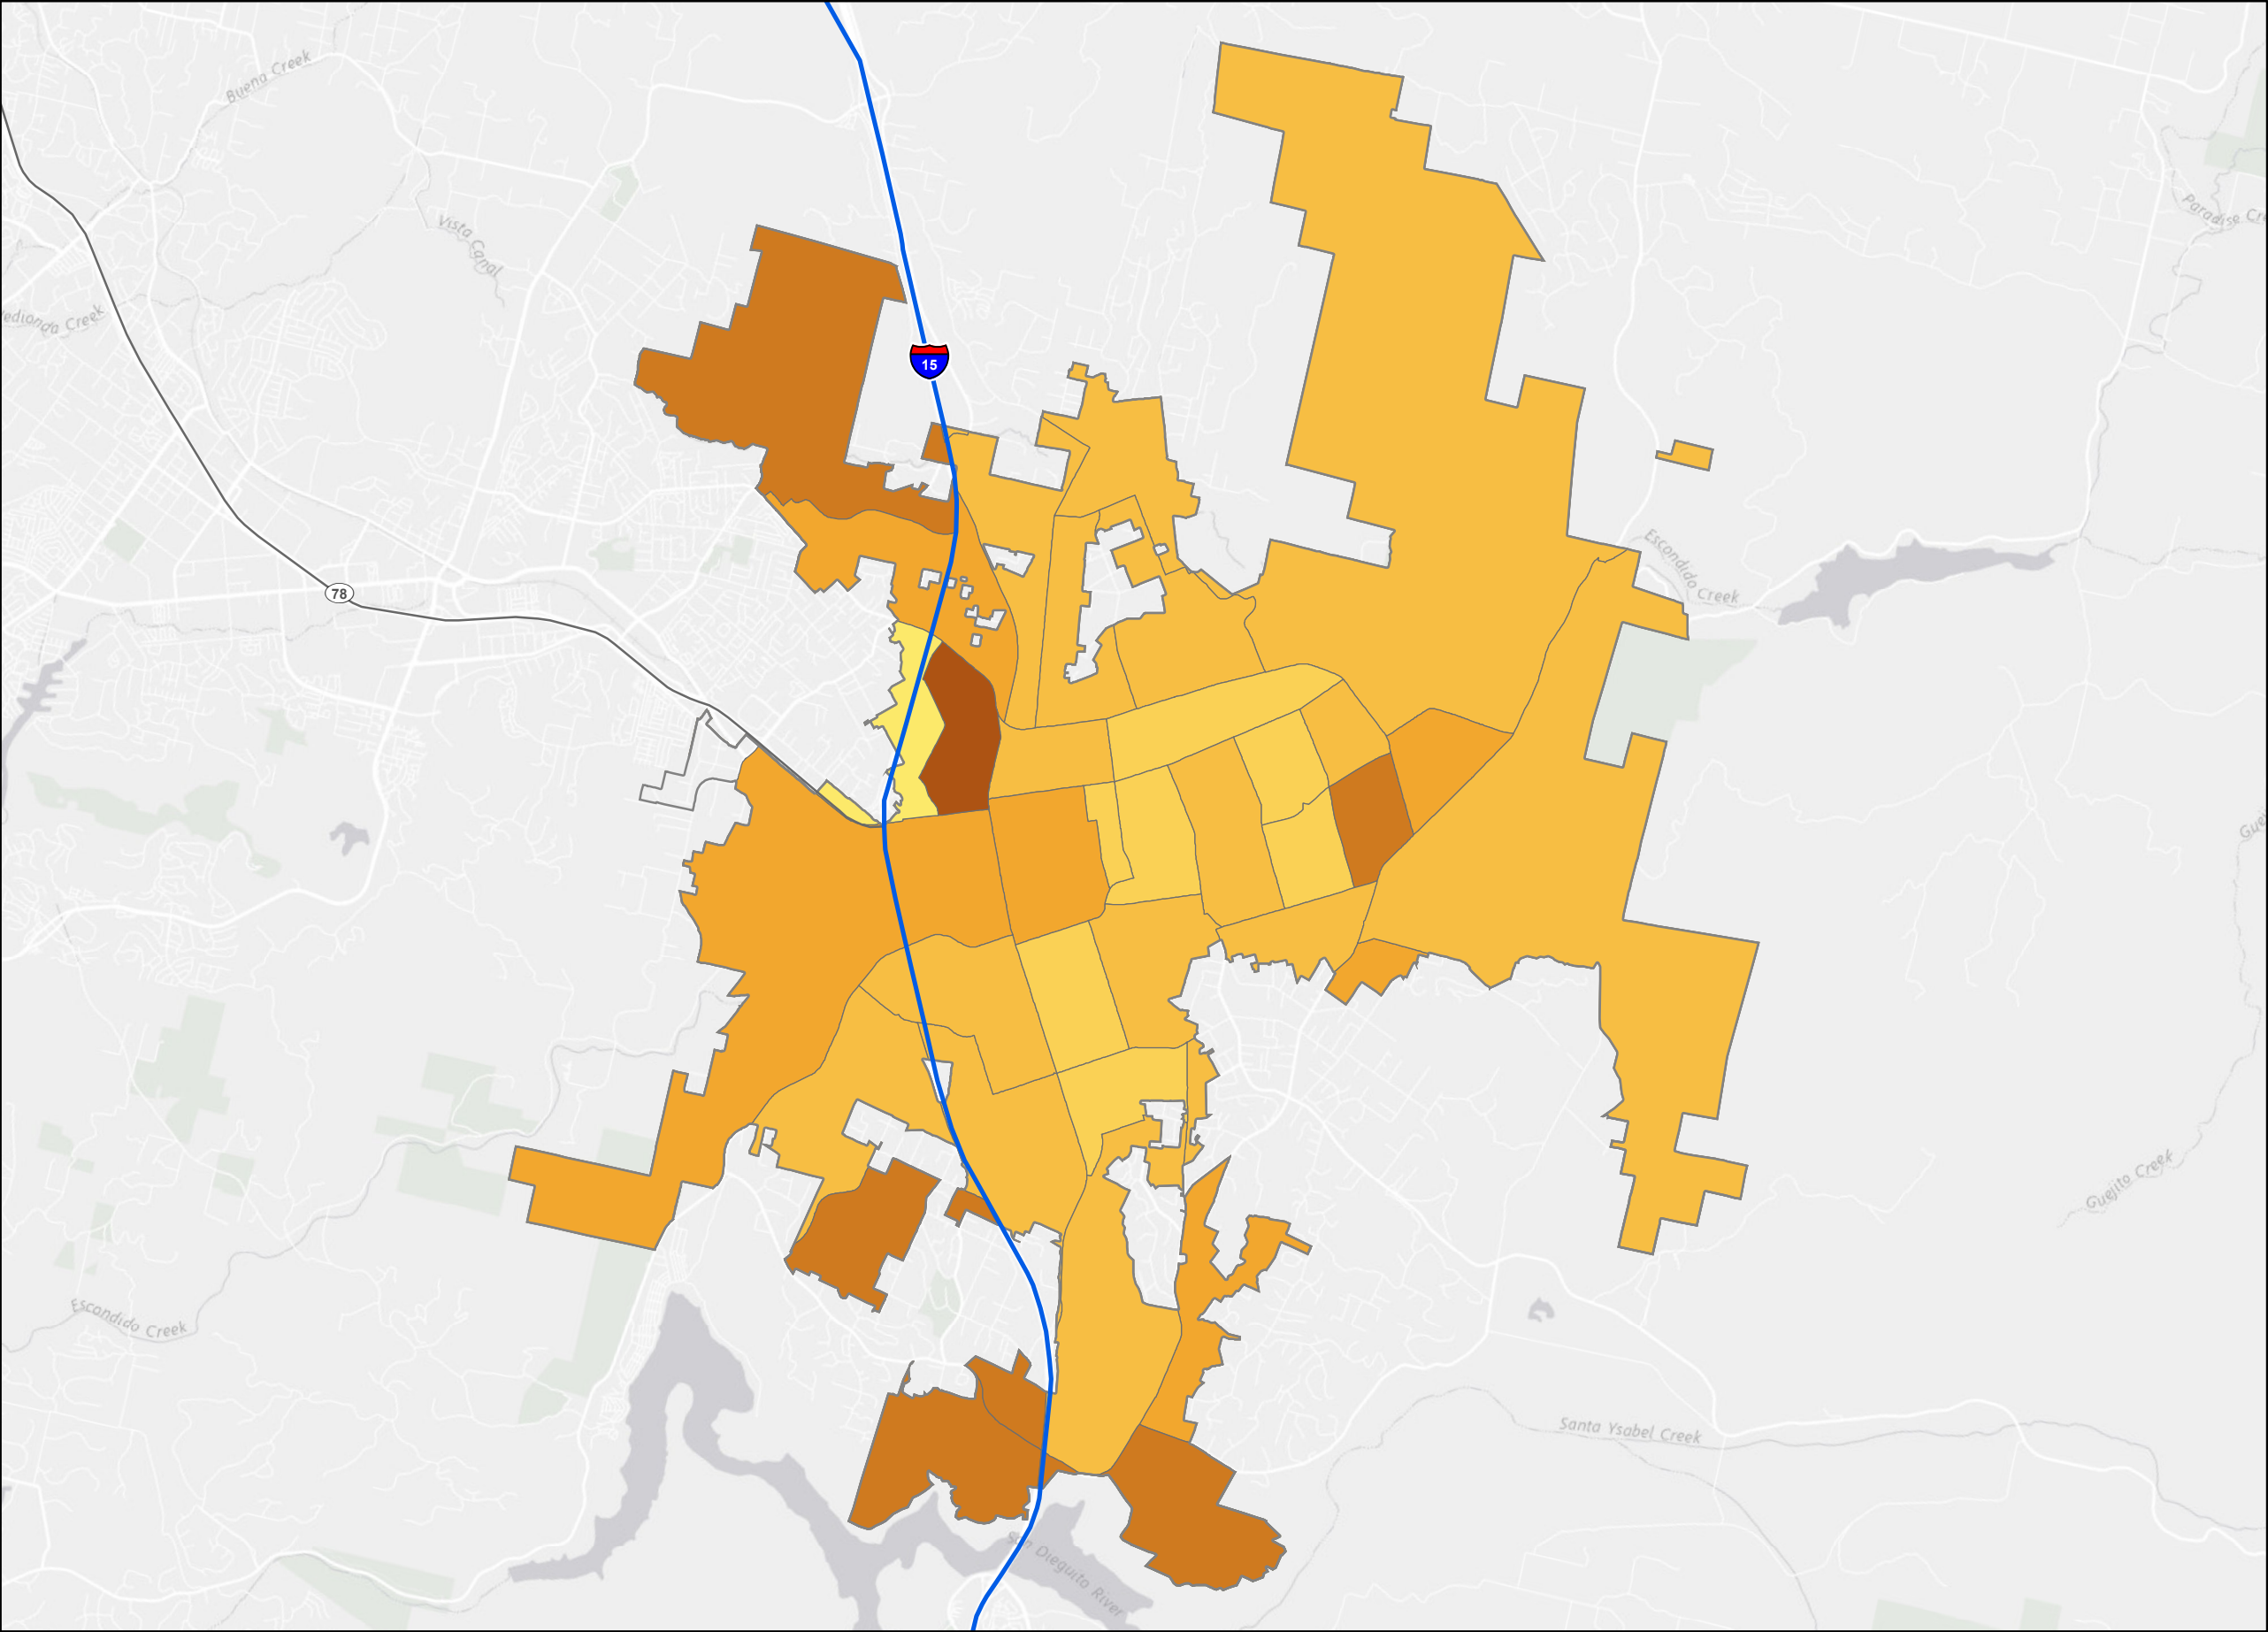 Buena Creek
Vista Canal
Paradise Cr
edionda Creek
15
Escondido Creek
78
Gue
Guejito Creek
Escondido Creek
Santa Ysabel Creek
San Dieguito River